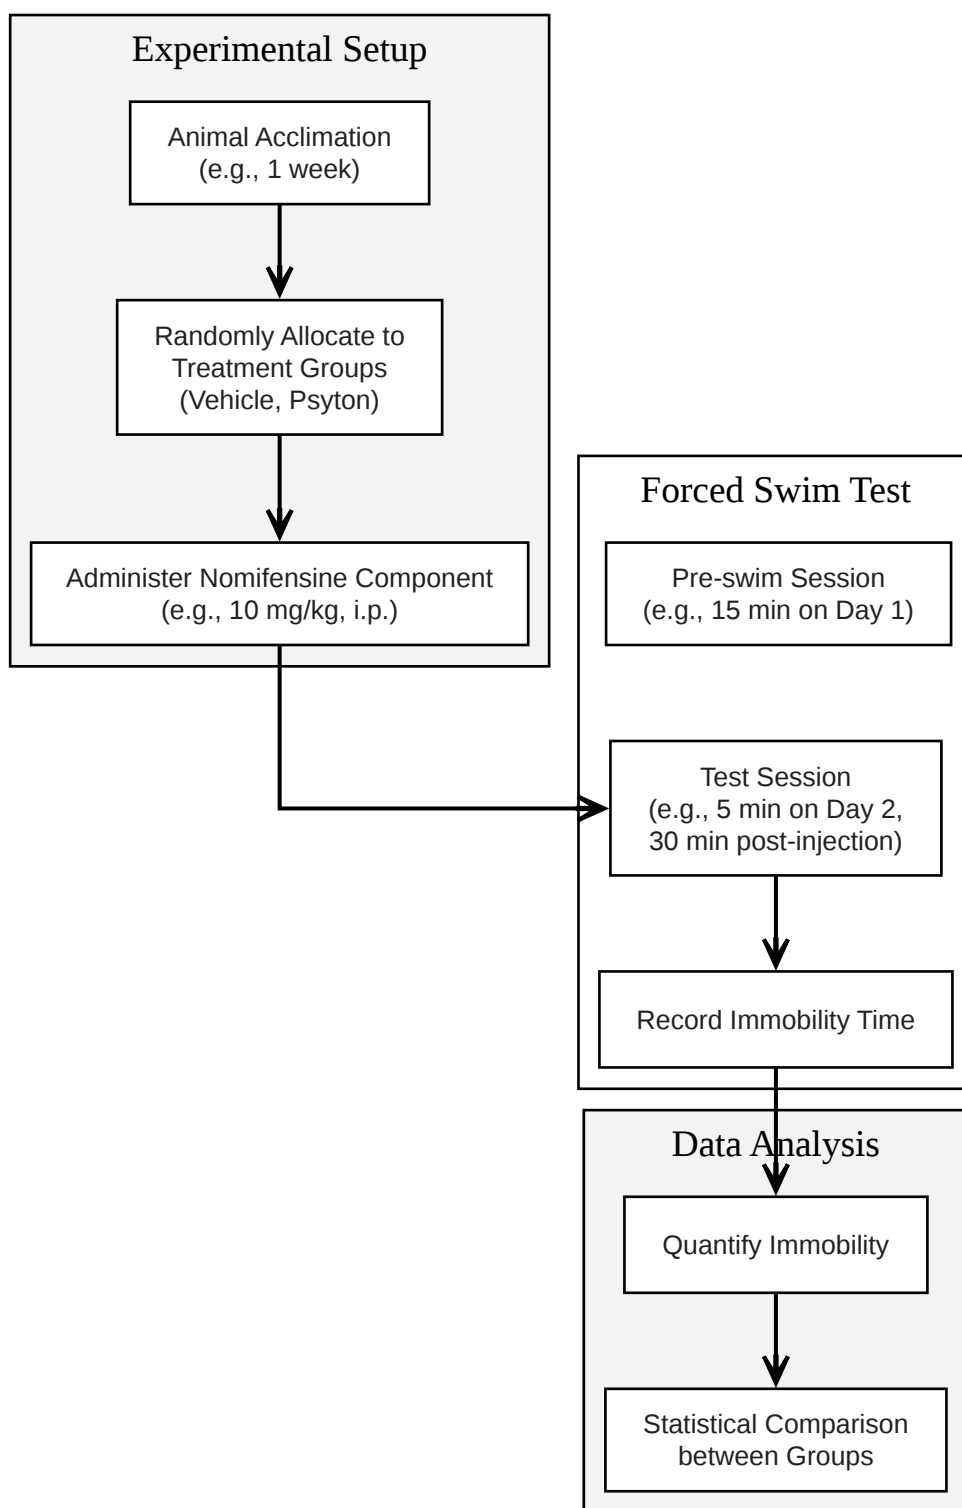 Experimental Setup
Animal Acclimation
(e.g., 1 week)
Randomly Allocate to
Treatment Groups
(Vehicle, Psyton)
Administer Nomifensine Component
(e.g., 10 mg/kg, i.p.)
Forced Swim Test
Pre-swim Session
(e.g., 15 min on Day 1)
Test Session
(e.g., 5 min on Day 2,
30 min post-injection)
Record Immobility Time
Data Analysis
Quantify Immobility
Statistical Comparison
between Groups